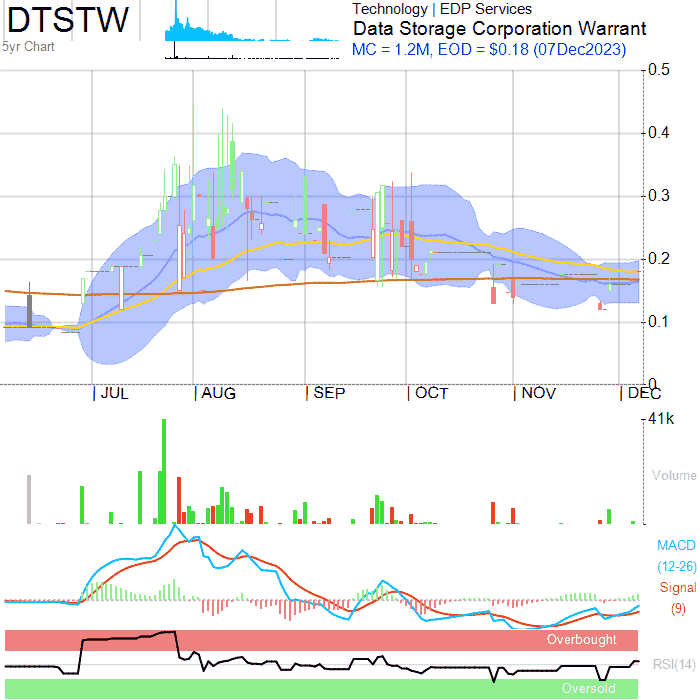 DTSTW
5yr Chart
Technology | EDP Services
Data Storage Corporation Warrant
MC = 1.2M, EOD = $0.18 (07Dec2023)
0.5
0.4
0.3
0.2
0.1
0
JUL AUG SEP OCT NOV DEC
41k
Volume
MACD
(12-26)
Signal
(9)
Overbought
RSI(14)
Oversold